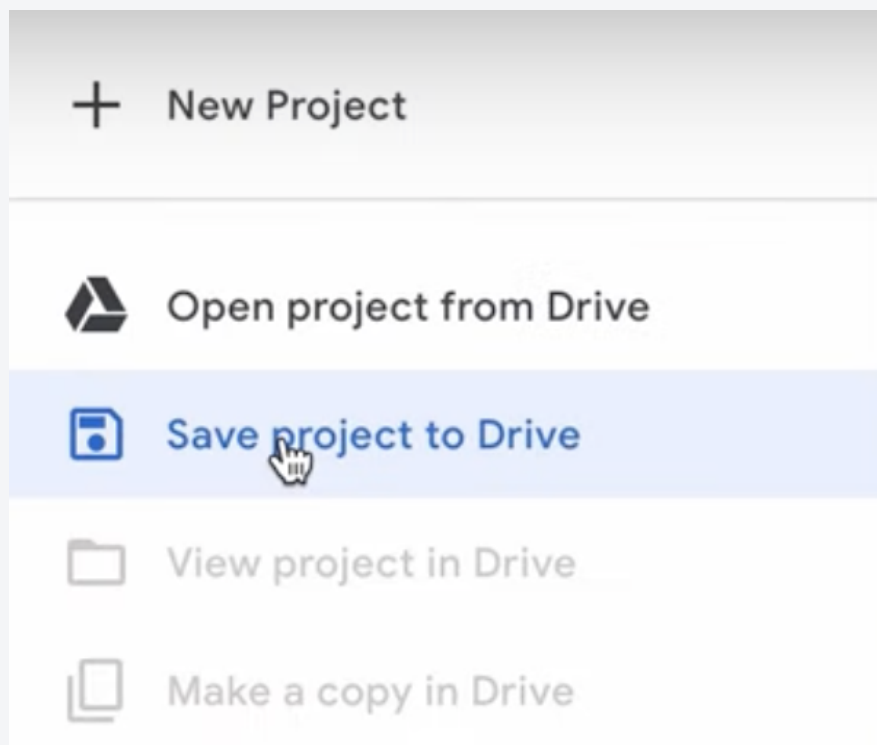 New Project
Open project from Drive
Save project to Drive
View project in Drive
Make a copy in Drive